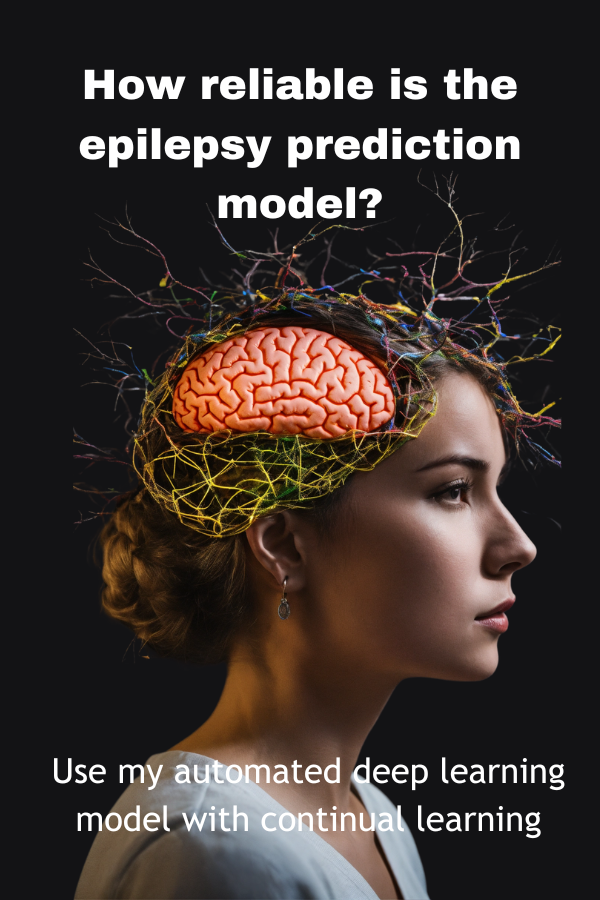 How reliable is the
epilepsy prediction
model?
Use my automated deep learning
model with continual learning